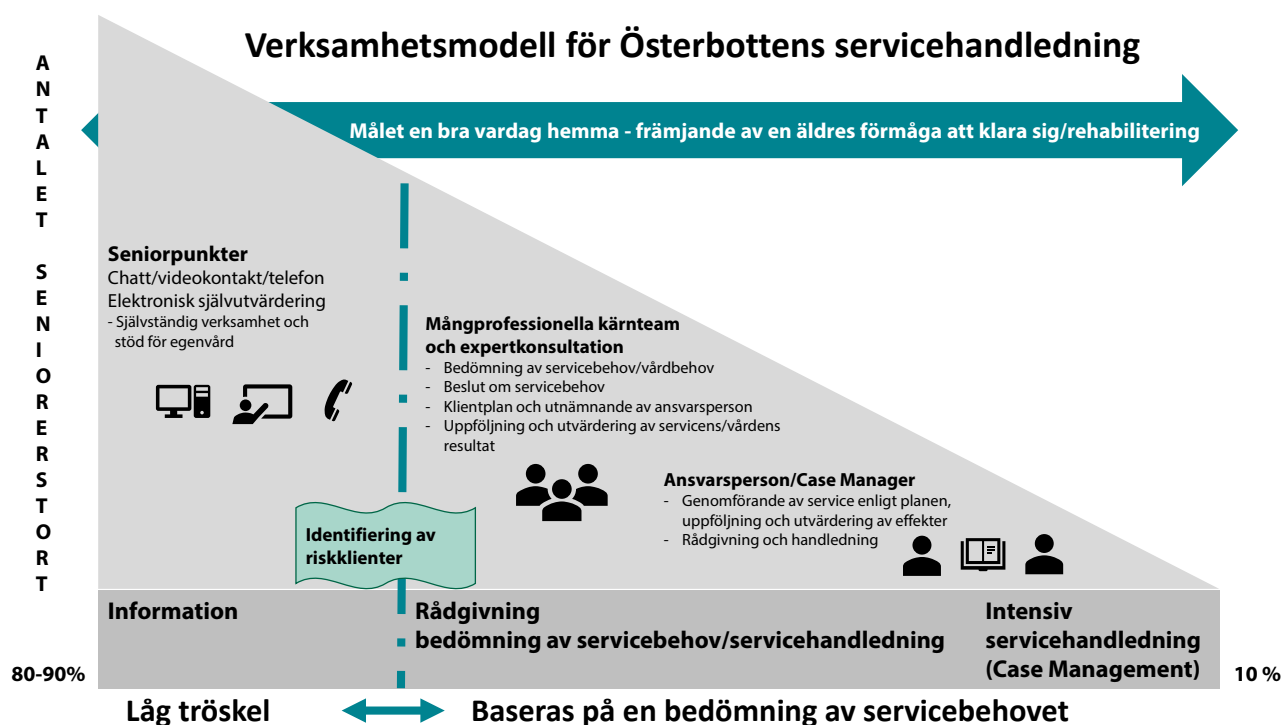 Verksamhetsmodell för Österbottens servicehandledning
ANTALET SENIORERSTORT
Målet en bra vardag hemma - främjande av en äldres förmåga att klara sig/rehabilitering
Seniorpunkter
Chatt/videokontakt/telefon
Elektronisk självutvärdering
- Självständig verksamhet och
stöd för egenvård
Mångprofessionella kärnteam
och expertkonsultation
- Bedömning av servicebehov/vårdbehov
- Beslut om servicebehov
- Klientplan och utnämnande av ansvarsperson
- Uppföljning och utvärdering av servicens/vårdens
resultat
Ansvarsperson/Case Manager
- Genomförande av service enligt planen,
uppföljning och utvärdering av effekter
- Rådgivning och handledning
Identifiering av
riskklienter
Information
Rådgivning
bedömning av servicebehov/servicehandledning
Intensiv
servicehandledning
(Case Management)
80-90%
10 %
Låg tröskel
Baseras på en bedömning av servicebehovet